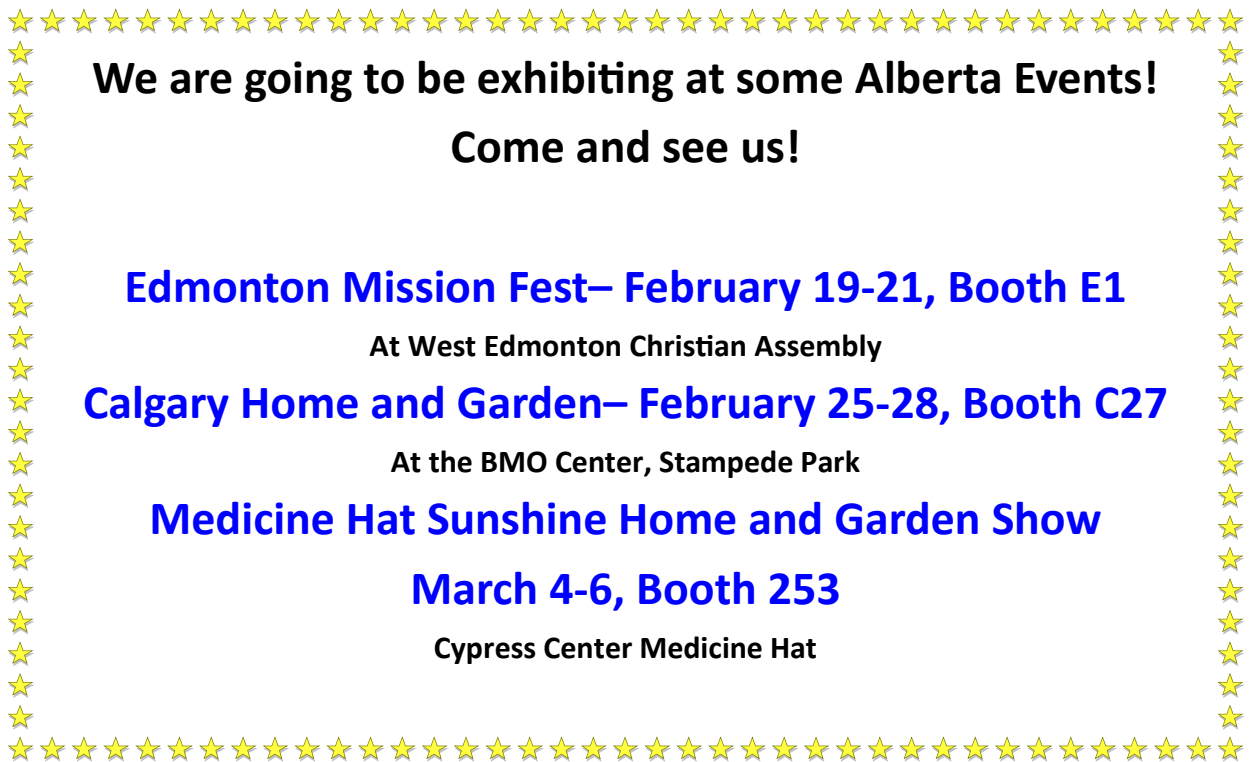 We are going to be exhibiting at some Alberta Events!
Come and see us!
Edmonton Mission Fest– February 19-21, Booth E1
At West Edmonton Christian Assembly
Calgary Home and Garden– February 25-28, Booth C27
At the BMO Center, Stampede Park
Medicine Hat Sunshine Home and Garden Show
March 4-6, Booth 253
Cypress Center Medicine Hat